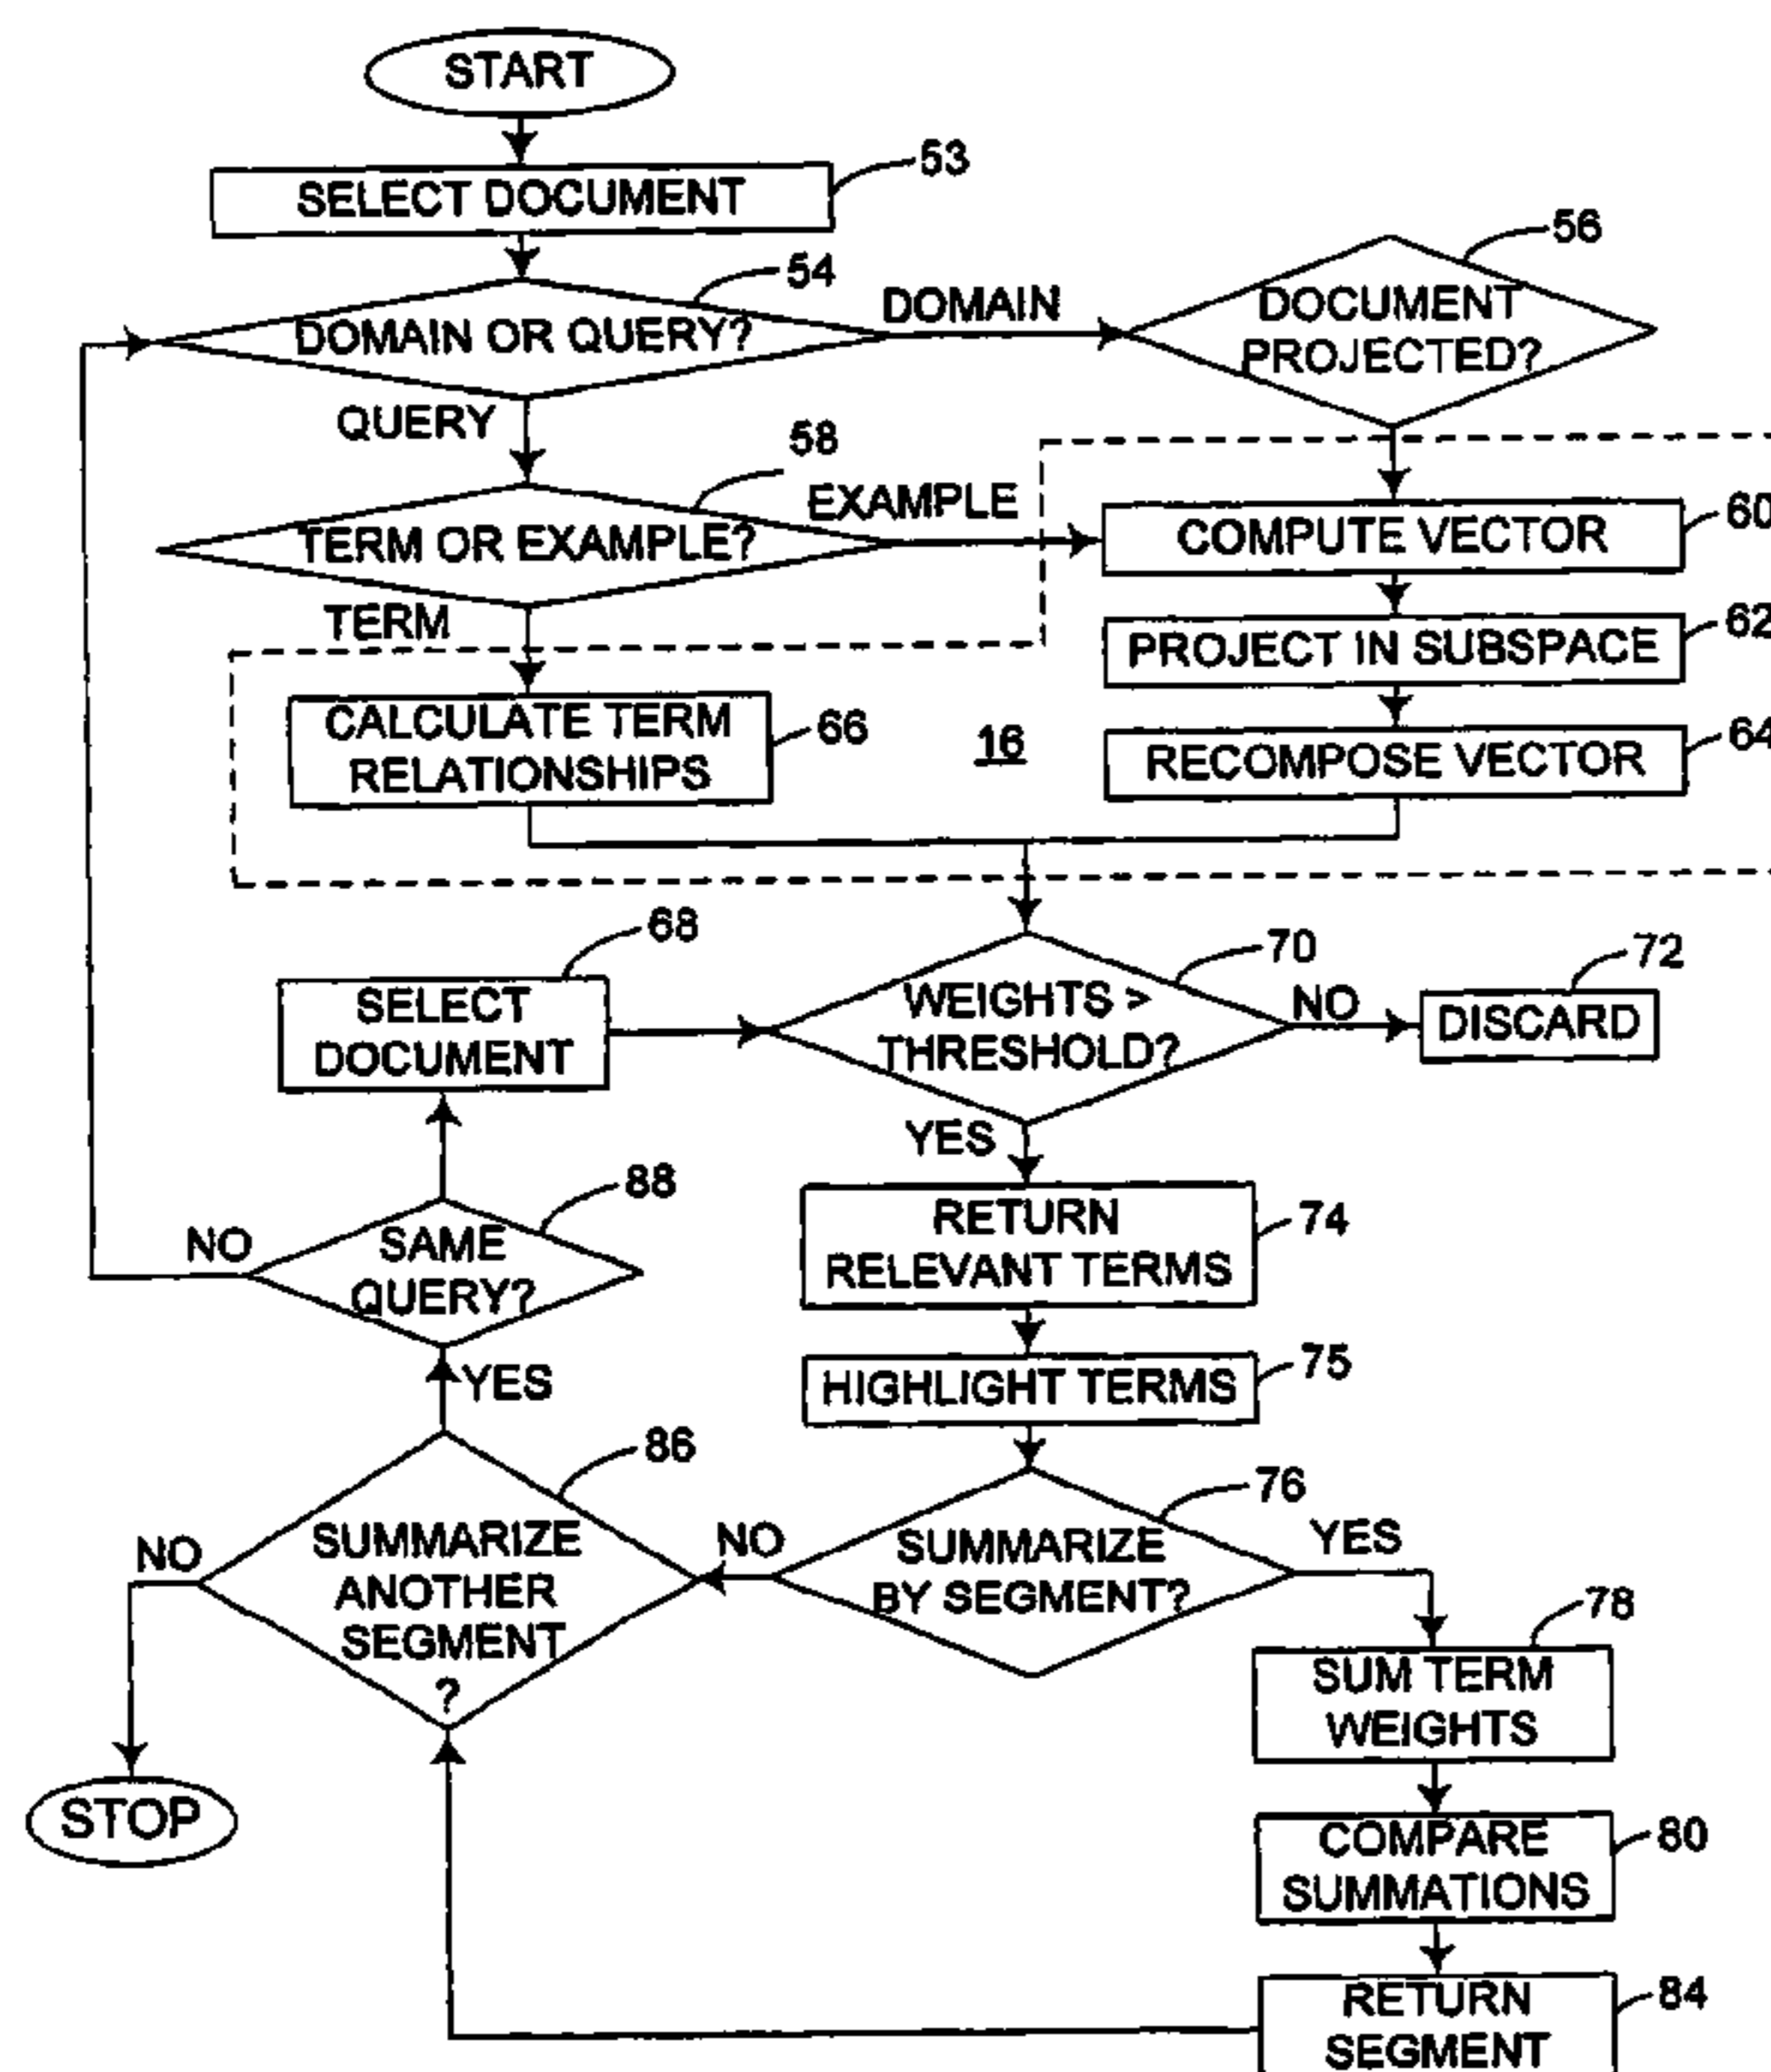 START
SELECT DOCUMENT
53
DOMAIN OR QUERY?
54
DOMAIN
DOCUMENT
PROJECTED?
56
QUERY
TERM OR EXAMPLE?
58
EXAMPLE
COMPUTE VECTOR
60
PROJECT IN SUBSPACE
62
RECOMPOSE VECTOR
64
TERM
CALCULATE TERM
RELATIONSHIPS
66
16
SELECT
DOCUMENT
68
WEIGHTS >
THRESHOLD?
70
NO
DISCARD
72
YES
RETURN
RELEVANT TERMS
74
HIGHLIGHT TERMS
75
SAME
QUERY?
88
NO
YES
SUMMARIZE
ANOTHER
SEGMENT
?
86
NO
STOP
NO
SUMMARIZE
BY SEGMENT?
76
YES
SUM TERM
WEIGHTS
78
COMPARE
SUMMATIONS
80
RETURN
SEGMENT
84